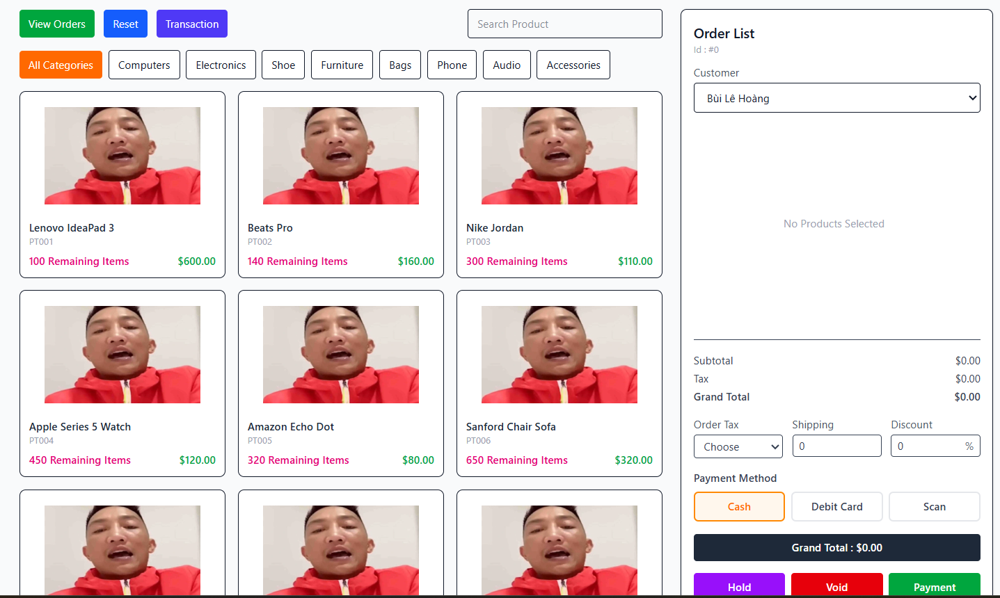 View Orders Reset Transaction Search Product
All Categories Computers Electronics Shoe Furniture Bags Phone Audio Accessories
Lenovo IdeaPad 3
PT001
100 Remaining Items $600.00
Beats Pro
PT002
140 Remaining Items $160.00
Nike Jordan
PT003
300 Remaining Items $110.00
Apple Series 5 Watch
PT004
450 Remaining Items $120.00
Amazon Echo Dot
PT005
320 Remaining Items $80.00
Sanford Chair Sofa
PT006
650 Remaining Items $320.00
Order List
Id : #0
Customer
Bùi Lê Hoàng
No Products Selected
Subtotal $0.00
Tax $0.00
Grand Total $0.00
Order Tax Shipping Discount
Choose 0 0 %
Payment Method
Cash Debit Card Scan
Grand Total : $0.00
Hold Void Payment